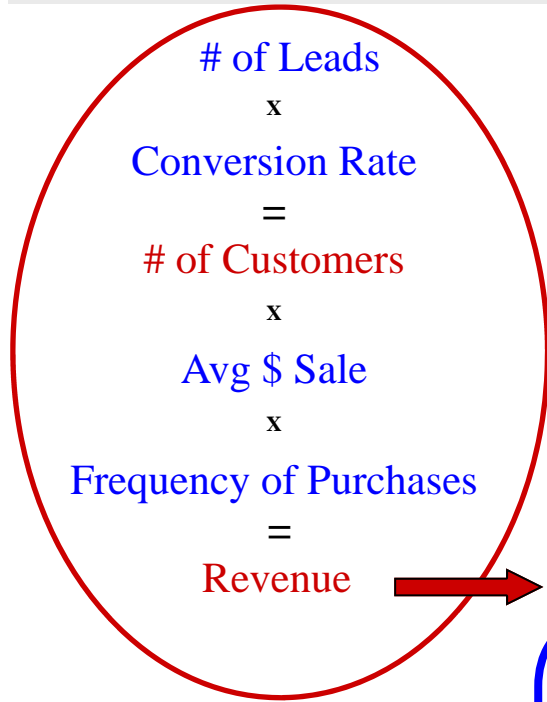 # of Leads
x
Conversion Rate
=
# of Customers
x
Avg $ Sale
x
Frequency of Purchases
=
Revenue